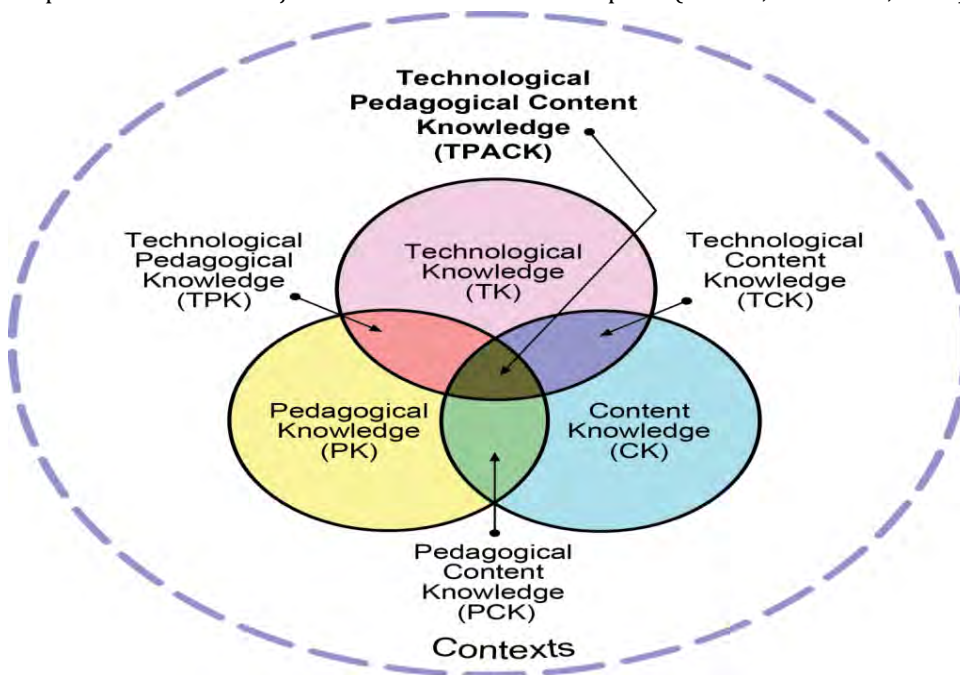 Technological
Pedagogical Content
Knowledge
(TPACK)
Technological
Pedagogical
Knowledge
(TPK)
Technological
Knowledge
(TK)
Technological
Content
Knowledge
(TCK)
Pedagogical
Knowledge
(PK)
Content
Knowledge
(CK)
Pedagogical
Content
Knowledge
(PCK)
Contexts